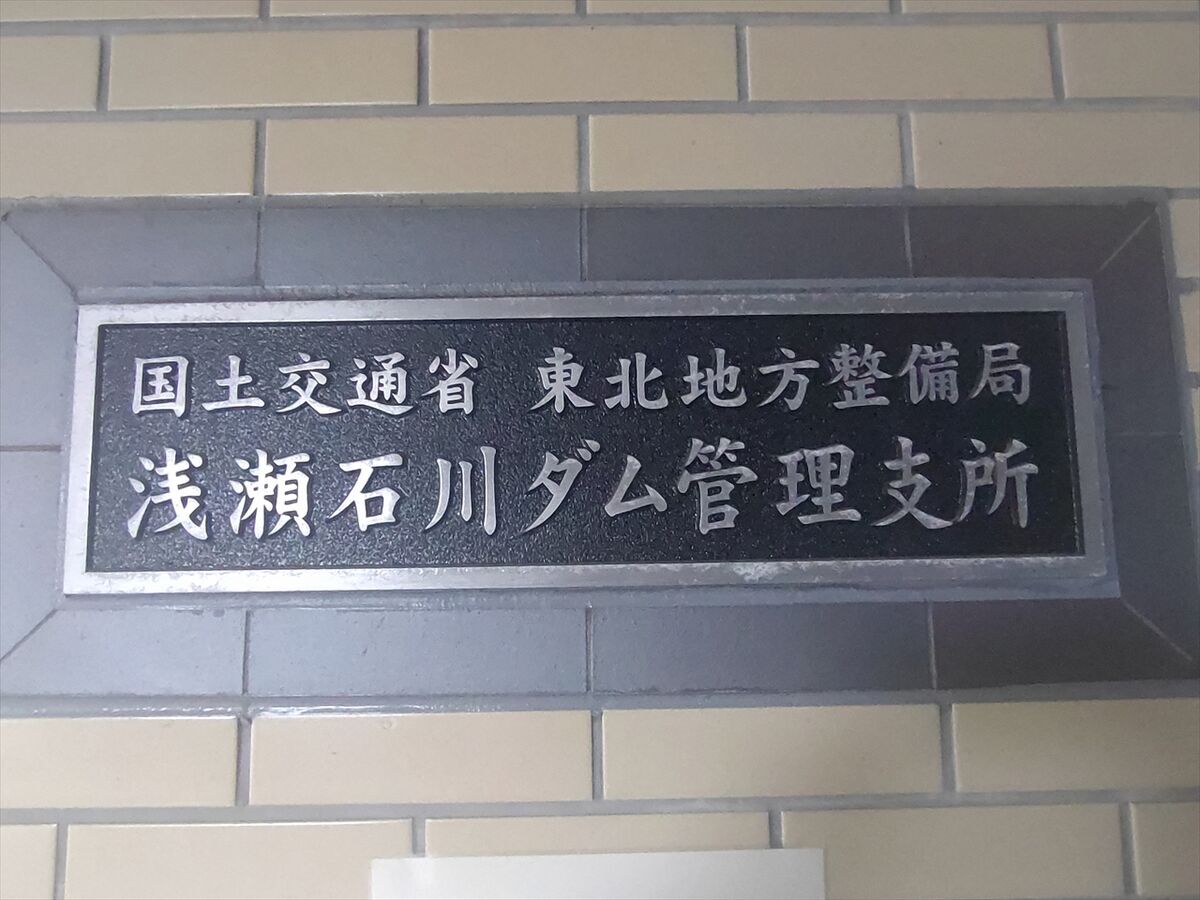 国土交通省 東北地方整備局
浅瀬石川ダム管理支所